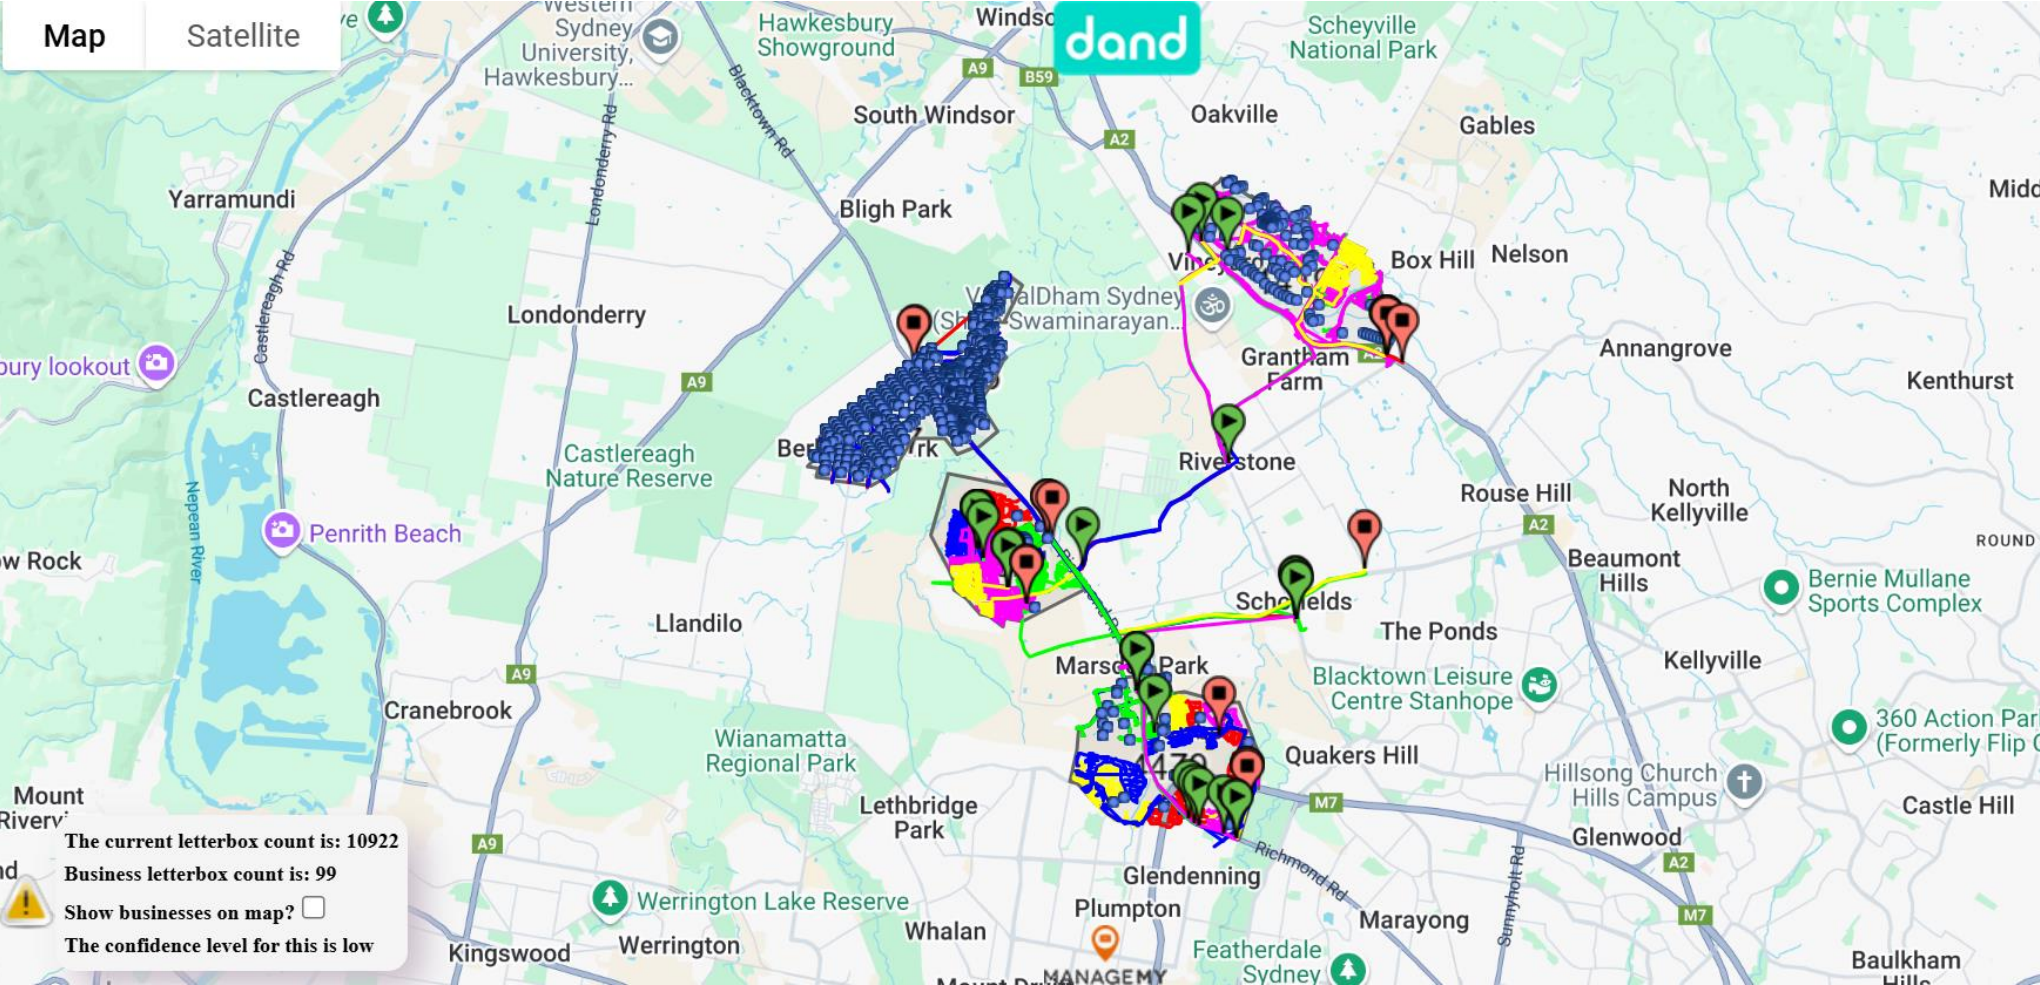 Map
Satellite
Western
Sydney
University,
Hawkesbury...
Hawkesbury
Showground
dand
Scheyville
National Park
A9
B59
Blacktown Rd
Londonderry Rd
South Windsor
Oakville
Gables
A2
Yarramundi
Bligh Park
Castlereagh Rd
Box Hill
Nelson
Londonderry
Dham Sydney
Swaminarayan...
Grantham
Farm
Annangrove
bury lookout
Castlereagh
A9
Kenthurst
Castlereagh
Nature Reserve
Riverstone
Rouse Hill
North
Kellyville
Nepean River
Penrith Beach
A2
ROUND
w Rock
Beaumont
Hills
Bernie Mullane
Sports Complex
Schofields
Llandilo
The Ponds
Marsden Park
Kellyville
A9
Blacktown Leisure
Centre Stanhope
Cranebrook
360 Action Par
(Formerly Flip
Wianamatta
Regional Park
Quakers Hill
Hillsong Church
Hills Campus
Mount
Lethbridge
Park
M7
Castle Hill
The current letterbox count is: 10922
Business letterbox count is: 99
Show businesses on map?
The confidence level for this is low
A9
Glenwood
A2
Richmond Rd
Sunnyholt Rd
Glendenning
Werrington Lake Reserve
Plumpton
Marayong
M7
Whalan
Kingswood
Werrington
Featherdale
Sydney
Baulkham
Hills
MANAGEMY